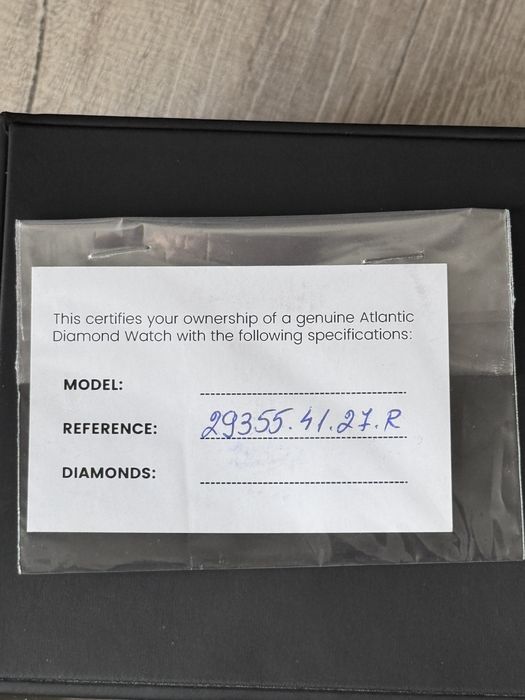 This certifies your ownership of a genuine Atlantic
Diamond Watch with the following specifications:
MODEL:
REFERENCE: 29355.41.27.R
DIAMONDS: